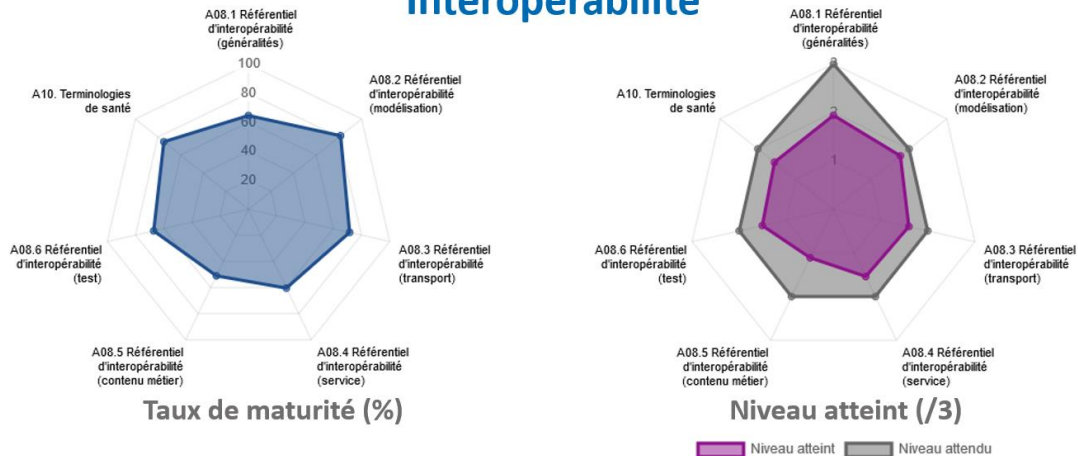 Interopérabilité
A08.1 Référentiel
d'interopérabilité
(généralités)
100
80
60
40
20
A08.2 Référentiel
d'interopérabilité
(modélisation)
A08.3 Référentiel
d'interopérabilité
(transport)
A08.4 Référentiel
d'interopérabilité
(service)
A08.5 Référentiel
d'interopérabilité
(contenu métier)
A08.6 Référentiel
d'interopérabilité
(test)
A10. Terminologies
de santé
Taux de maturité (%)
A08.1 Référentiel
d'interopérabilité
(généralités)
3
2
1
A08.2 Référentiel
d'interopérabilité
(modélisation)
A08.3 Référentiel
d'interopérabilité
(transport)
A08.4 Référentiel
d'interopérabilité
(service)
A08.5 Référentiel
d'interopérabilité
(contenu métier)
A08.6 Référentiel
d'interopérabilité
(test)
A10. Terminologies
de santé
Niveau atteint (/3)
Niveau atteint
Niveau attendu